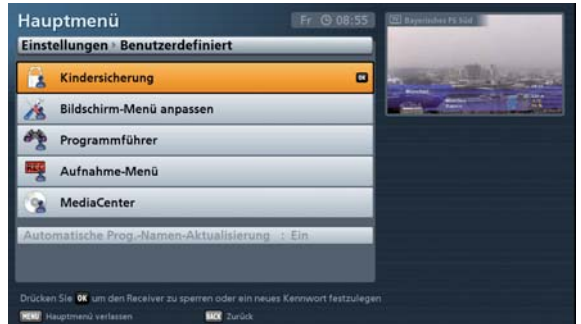 Hauptmenü
Fr 08:55
TV Bayerisches FS Süd
Einstellungen › Benutzerdefiniert
Kindersicherung OK
Bildschirm-Menü anpassen
Programmführer
Aufnahme-Menü
MediaCenter
Automatische Prog.-Namen-Aktualisierung : Ein
Drücken Sie OK um den Receiver zu sperren oder ein neues Kennwort festzulegen
MENU Hauptmenü verlassen BACK Zurück